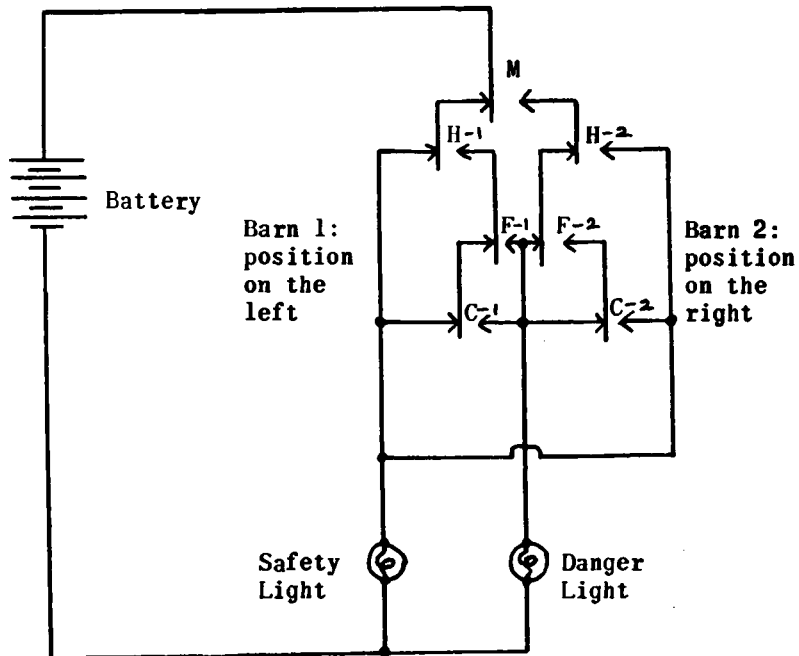 M
H-1
H-2
Battery
Barn 1:
position
on the
left
F-1
F-2
Barn 2:
position
on the
right
C-1
C-2
Safety
Light
Danger
Light